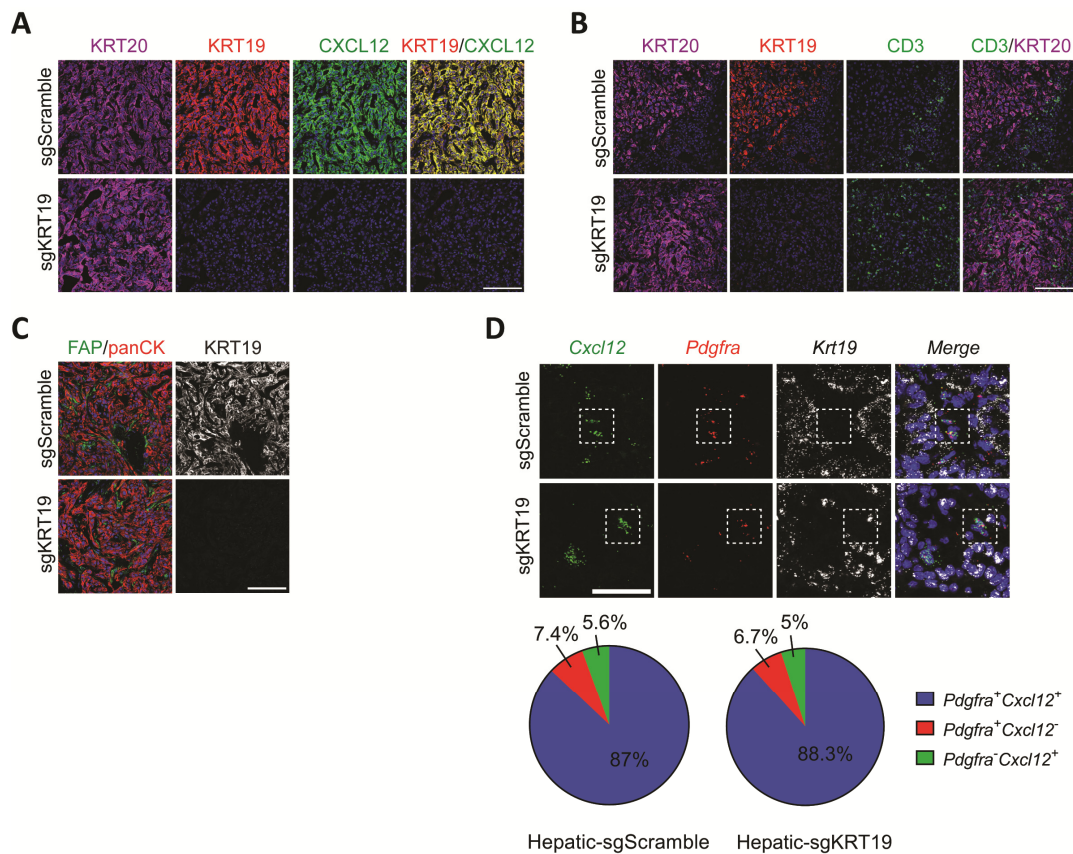 A
KRT20 KRT19 CXCL12 KRT19/CXCL12
sgScramble
sgKRT19
B
KRT20 KRT19 CD3 CD3/KRT20
sgScramble
sgKRT19
C
FAP/panCK KRT19
sgScramble
sgKRT19
D
Cxcl12 Pdgfra Krt19 Merge
sgScramble
sgKRT19
7.4% 5.6%
87%
Hepatic-sgScramble
6.7% 5%
88.3%
Hepatic-sgKRT19
Pdgfra⁺Cxcl12⁺
Pdgfra⁺Cxcl12⁻
Pdgfra⁻Cxcl12⁺